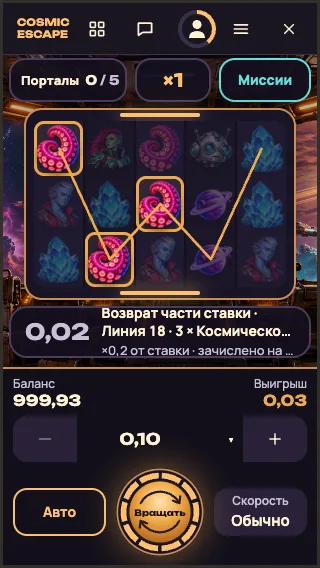 COSMIC
ESCAPE
Порталы 0 / 5
×1
Миссии
0,02
Возврат части ставки ·
Линия 18 · 3 × Космическо...
×0,2 от ставки · зачислено на ...
Баланс
Выигрыш
999,93
0,03
−
0,10
+
Авто
Вращать
Скорость
Обычно